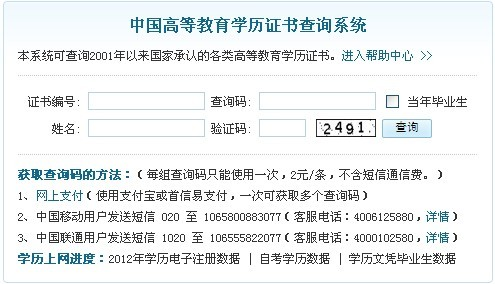 中国高等教育学历证书查询系统
本系统可查询2001年以来国家承认的各类高等教育学历证书。进入帮助中心 >>
证书编号: 查询码: 当年毕业生
姓名: 验证码: 2491. 查询
获取查询码的方法:(每组查询码只能使用一次,2元/条,不含短信通信费。)
1、网上支付(使用支付宝或首信易支付,一次可获取多个查询码)
2、中国移动用户发送短信 020 至 1065800883077(客服电话:4006125880,详情)
3、中国联通用户发送短信 1020 至 106555822077(客服电话:4000102580,详情)
学历上网进度:2012年学历电子注册数据 | 自考学历数据 | 学历文凭毕业生数据